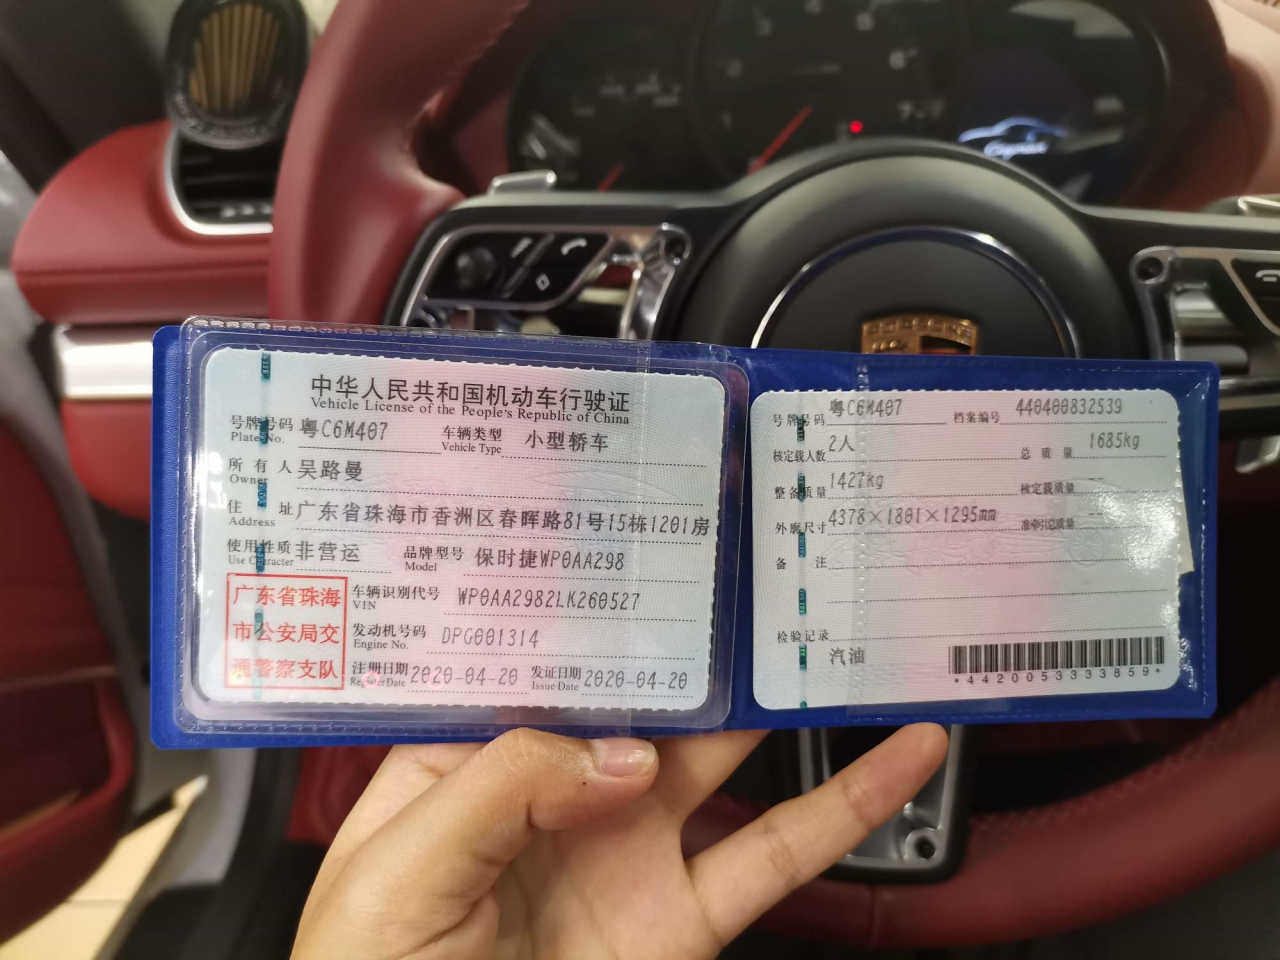 中华人民共和国机动车行驶证
Vehicle License of the People's Republic of China
号牌号码 粤C6M407 车辆类型 小型轿车
Plate No. Vehicle Type
所有人 吴路曼
Owner
住址 广东省珠海市香洲区春晖路81号15栋1201房
Address
使用性质 非营运 品牌型号 保时捷WP0AA298
Use Character Model
广东省珠海
市公安局交
通警察支队
车辆识别代号 WP0AA2982LK260527
VIN
发动机号码 DPG001314
Engine No.
注册日期 2020-04-20 发证日期 2020-04-20
Register Date Issue Date
号牌号码 粤C6M407 档案编号 440400832539
核定载人数 2人 总质量 1685kg
整备质量 1427kg 核定载质量 --
外廓尺寸 4378×1801×1295mm 准牵引总质量 --
备注
检验记录
汽油
*4420053333859*
Cayman